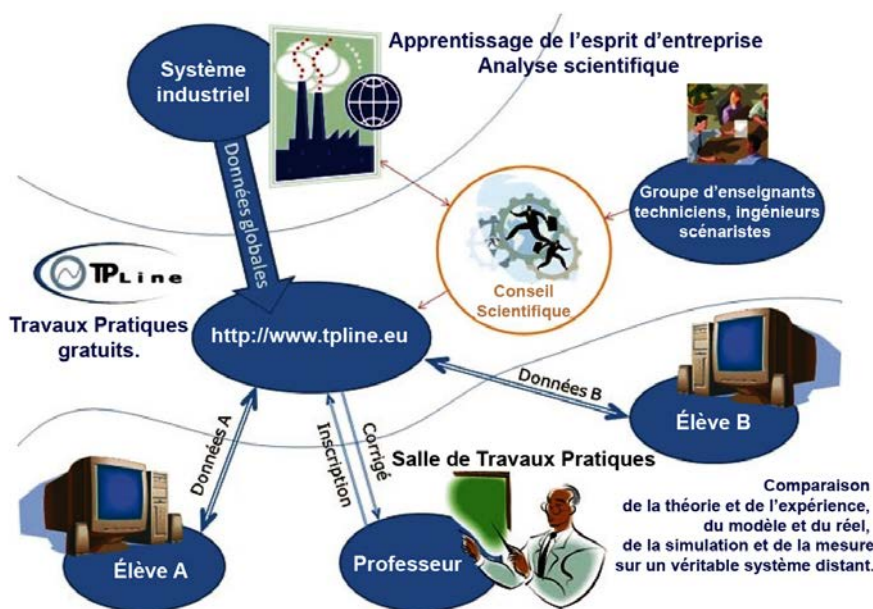 Système
industriel
Apprentissage de l'esprit d'entreprise
Analyse scientifique
Données globales
Groupe d'enseignants
techniciens, ingénieurs
scénaristes
TPLine
Conseil
Scientifique
Travaux Pratiques
gratuits.
http://www.tpline.eu
Données B
Données A
Inscription
Corrigé
Élève B
Salle de Travaux Pratiques
Comparaison
de la théorie et de l'expérience,
du modèle et du réel,
de la simulation et de la mesure
sur un véritable système distant.
Élève A
Professeur